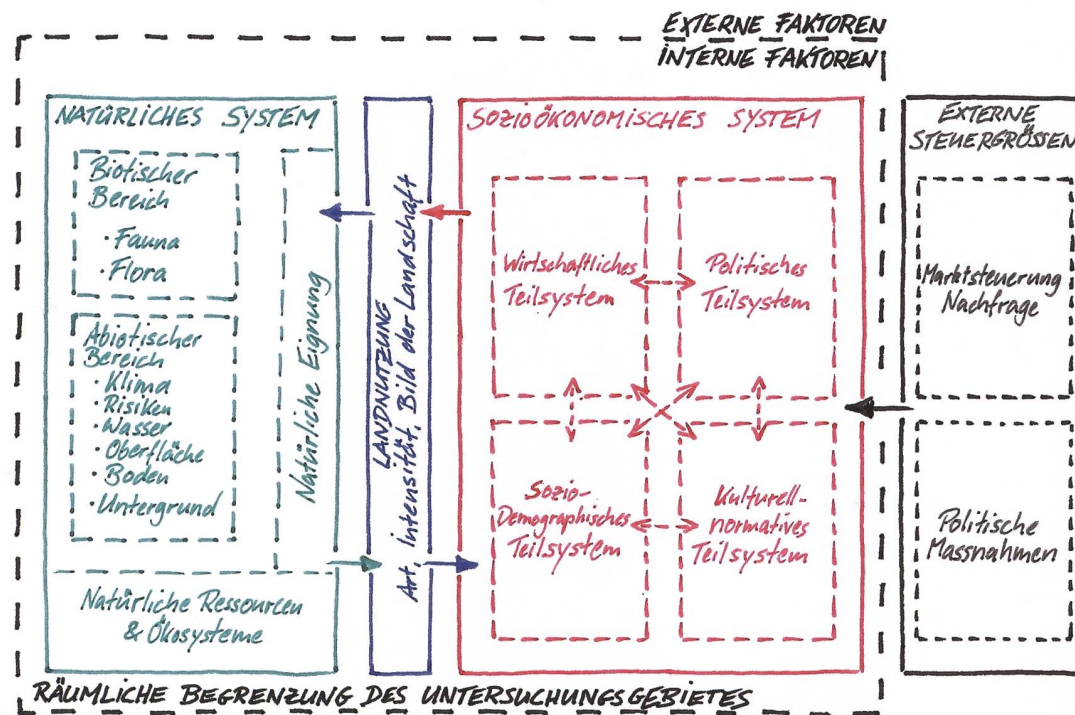 EXTERNE FAKTOREN
INTERNE FAKTOREN
NATÜRLICHES SYSTEM
Biotischer
Bereich
· Fauna
· Flora
Abiotischer
Bereich
· Klima
· Risiken
· Wasser
· Oberfläche
· Boden
· Untergrund
Natürliche Eignung
Natürliche Ressourcen
& Ökosysteme
LANDNUTZUNG
Art, Intensität, Bild der Landschaft
SOZIOÖKONOMISCHES SYSTEM
Wirtschaftliches
Teilsystem
Politisches
Teilsystem
Sozio-
Demographisches
Teilsystem
Kulturell-
normatives
Teilsystem
EXTERNE
STEUERGRÖSSEN
Marktsteuerung
Nachfrage
Politische
Massnahmen
RÄUMLICHE BEGRENZUNG DES UNTERSUCHUNGSGEBIETES